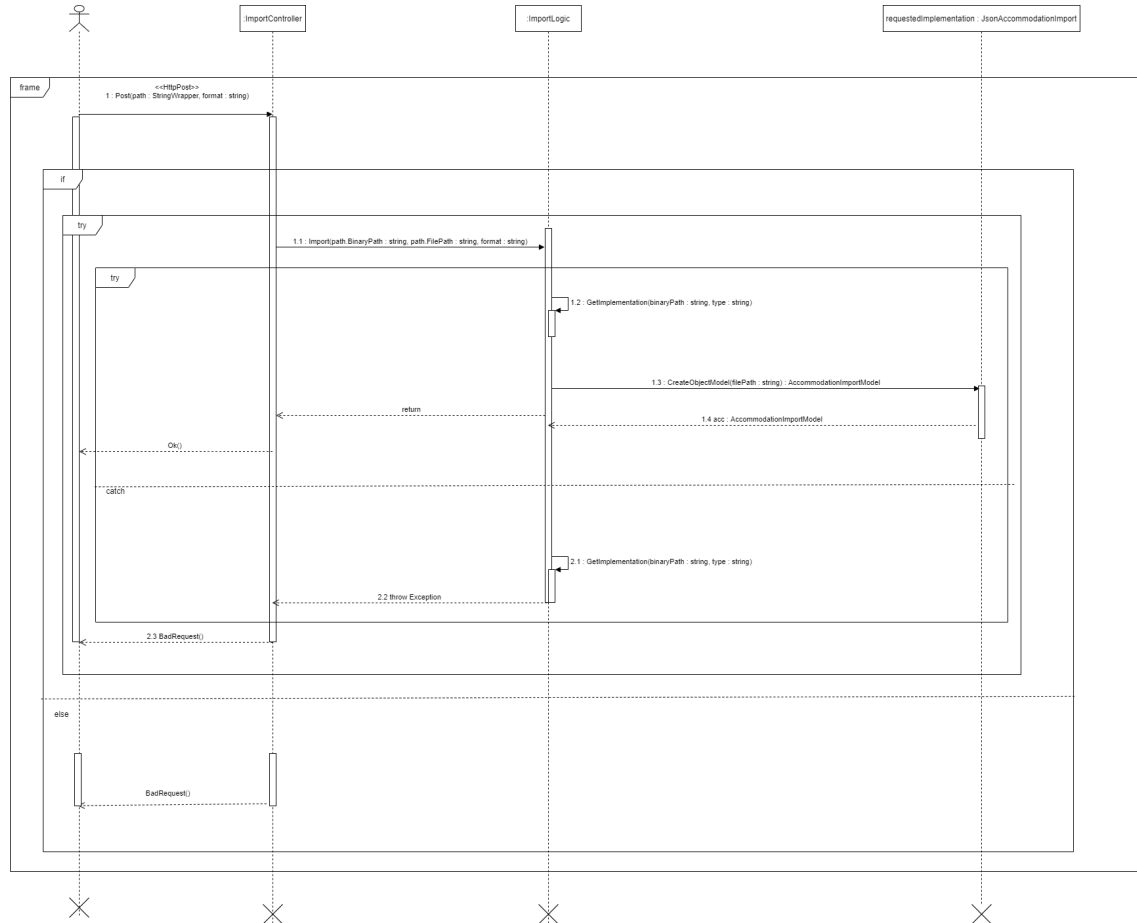 :ImportController
:ImportLogic
requestedImplementation : JsonAccommodationImport
frame
<<HttpPost>>
1 : Post(path : StringWrapper, format : string)
if
try
1.1 : Import(path.BinaryPath : string, path.FilePath : string, format : string)
try
1.2 : GetImplementation(binaryPath : string, type : string)
1.3 : CreateObjectModel(filePath : string) : AccommodationImportModel
return
1.4 acc : AccommodationImportModel
Ok()
catch
2.1 : GetImplementation(binaryPath : string, type : string)
2.2 throw Exception
2.3 BadRequest()
else
BadRequest()